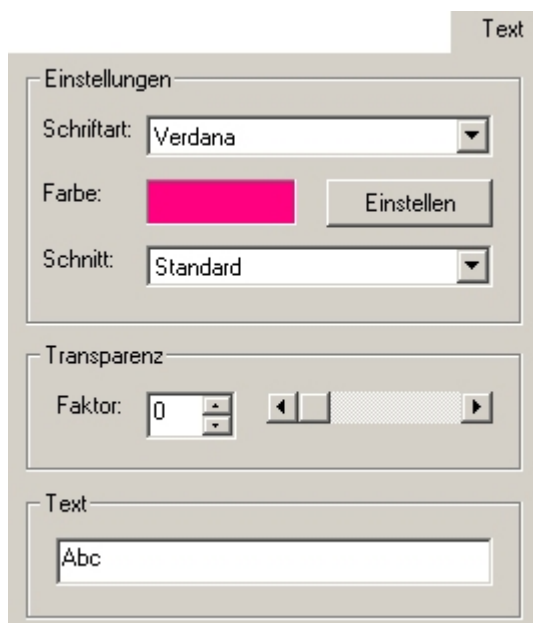 Text
Einstellungen
Schriftart: Verdana
Farbe: Einstellen
Schnitt: Standard
Transparenz
Faktor: 0
Text
Abc